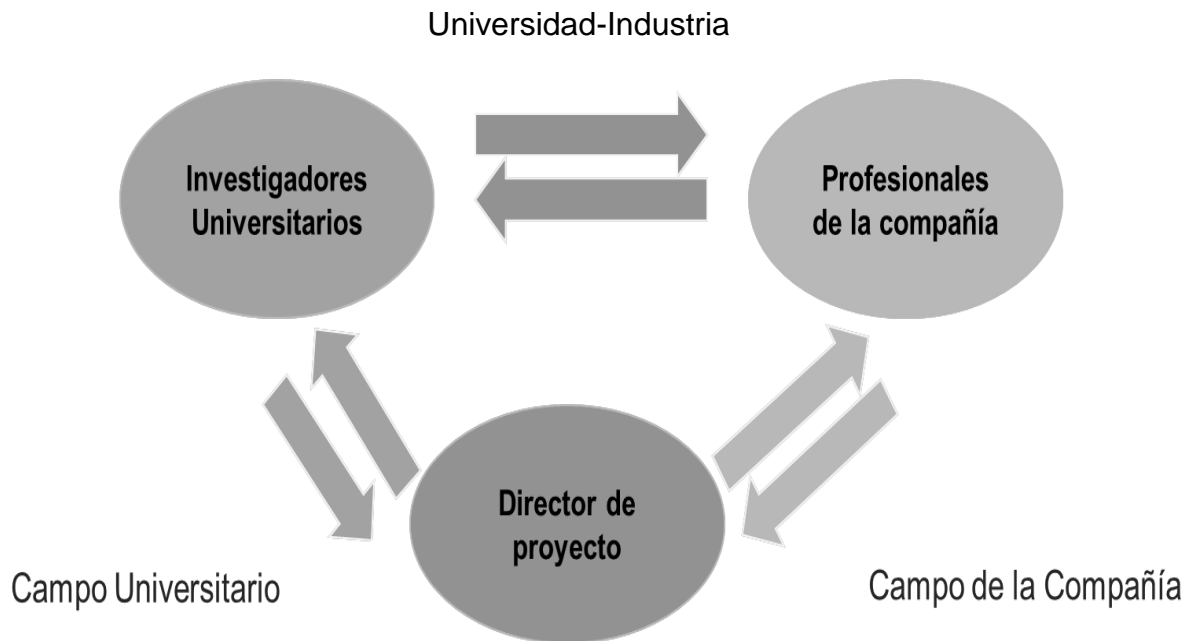 Universidad-Industria
Investigadores
Universitarios
Profesionales
de la compañía
Director de
proyecto
Campo Universitario
Campo de la Compañía